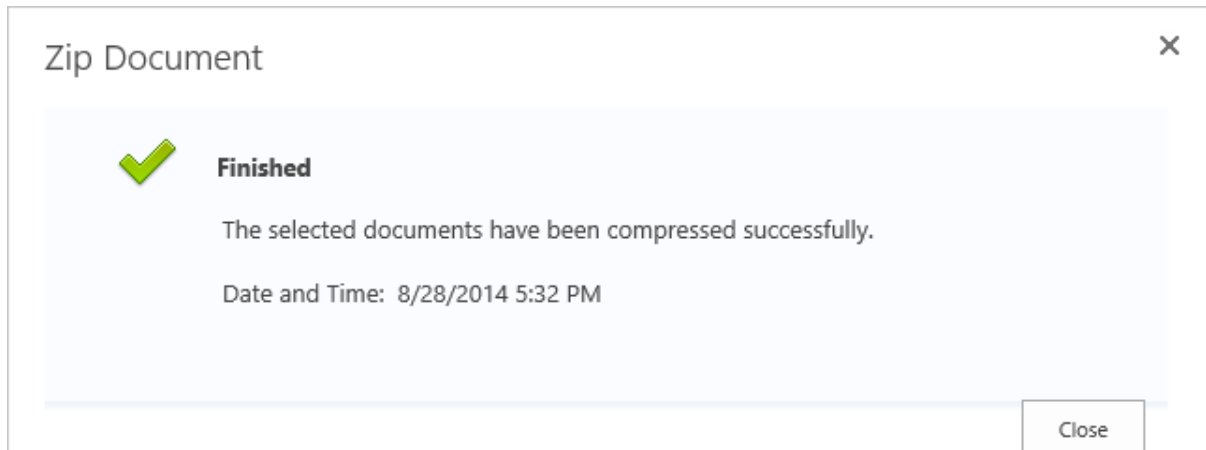 Zip Document
Finished
The selected documents have been compressed successfully.
Date and Time: 8/28/2014 5:32 PM
Close